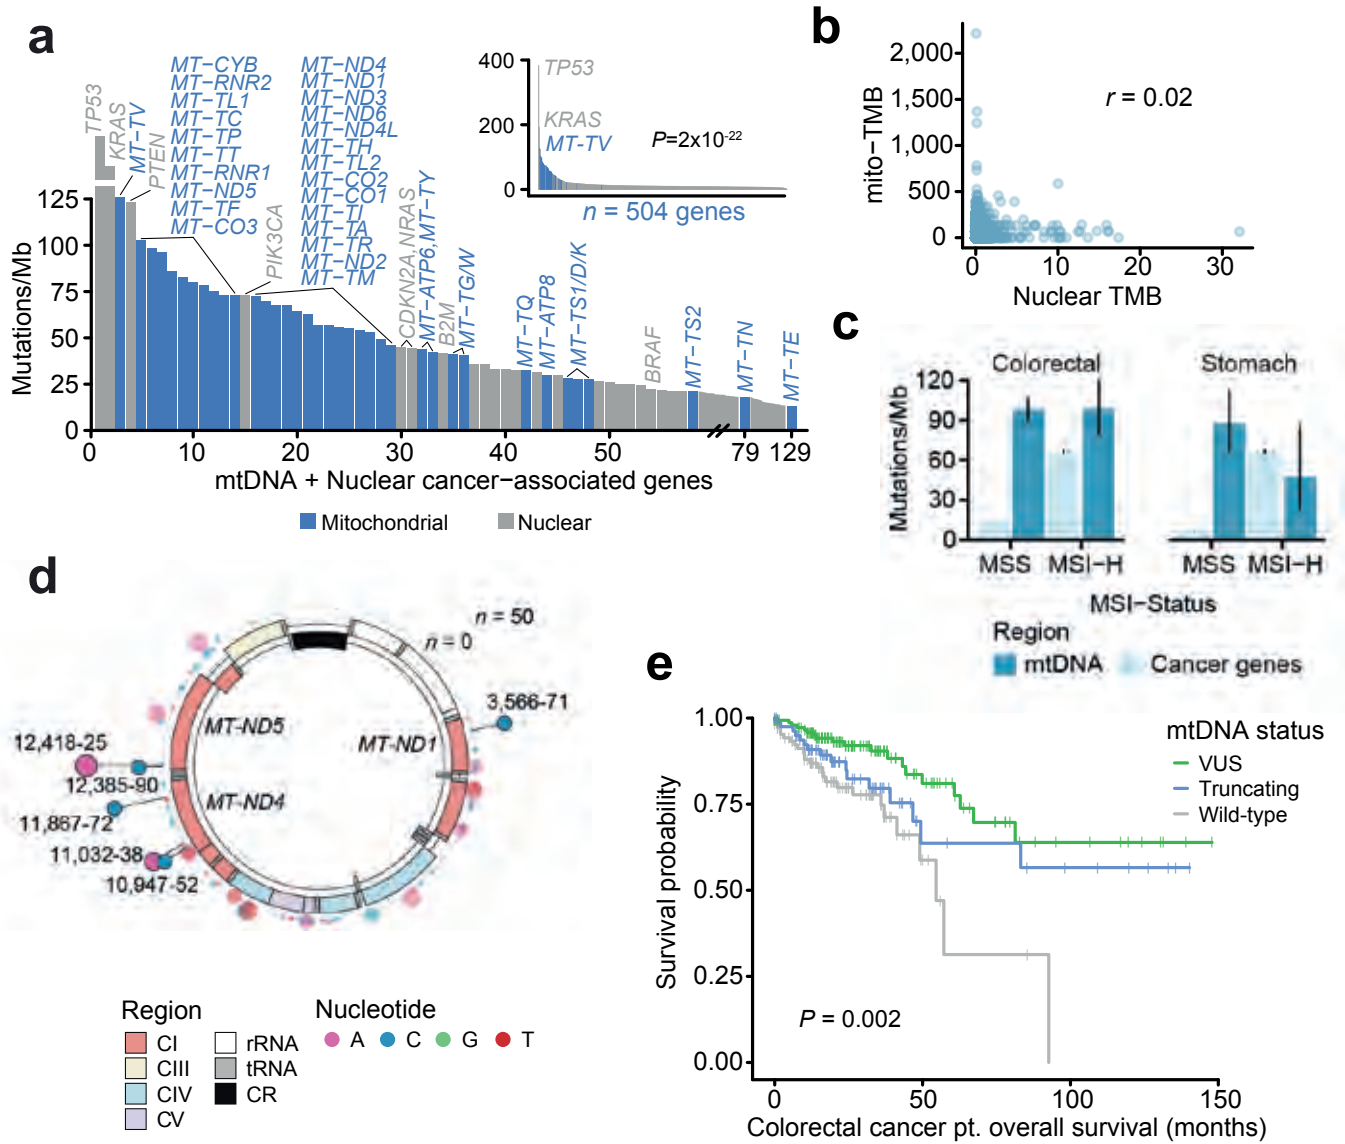 a
TP53
KRAS
MT−TV
PTEN
MT−CYB
MT−RNR2
MT−TL1
MT−TC
MT−TP
MT−TT
MT−RNR1
MT−ND5
MT−TF
MT−CO3
PIK3CA
MT−ND4
MT−ND1
MT−ND3
MT−ND6
MT−ND4L
MT−TH
MT−TL2
MT−CO2
MT−CO1
MT−TI
MT−TA
MT−TR
MT−ND2
MT−TM
CDKN2A,NRAS
MT−ATP6,MT−TY
B2M
MT−TG/W
MT−TQ
MT−ATP8
MT−TS1/D/K
BRAF
MT−TS2
MT−TN
MT−TE
Mutations/Mb
125
100
75
50
25
0
0 10 20 30 40 50 79 129
mtDNA + Nuclear cancer−associated genes
Mitochondrial Nuclear
400
200
0
TP53
KRAS
MT-TV
P=2x10-22
n = 504 genes
b
mito−TMB
2,000
1,500
1,000
500
0
r = 0.02
0 10 20 30
Nuclear TMB
c
Colorectal Stomach
Mutations/Mb
120
90
60
30
0
MSS MSI−H MSS MSI−H
MSI−Status
Region
mtDNA Cancer genes
d
n = 50
n = 0
3,566-71
MT-ND5
MT-ND1
12,418-25
12,385-90
MT-ND4
11,867-72
11,032-38
10,947-52
Region
CI
CIII
CIV
CV
rRNA
tRNA
CR
Nucleotide
A C G T
e
Survival probability
1.00
0.75
0.50
0.25
0.00
mtDNA status
VUS
Truncating
Wild−type
P = 0.002
0 50 100 150
Colorectal cancer pt. overall survival (months)